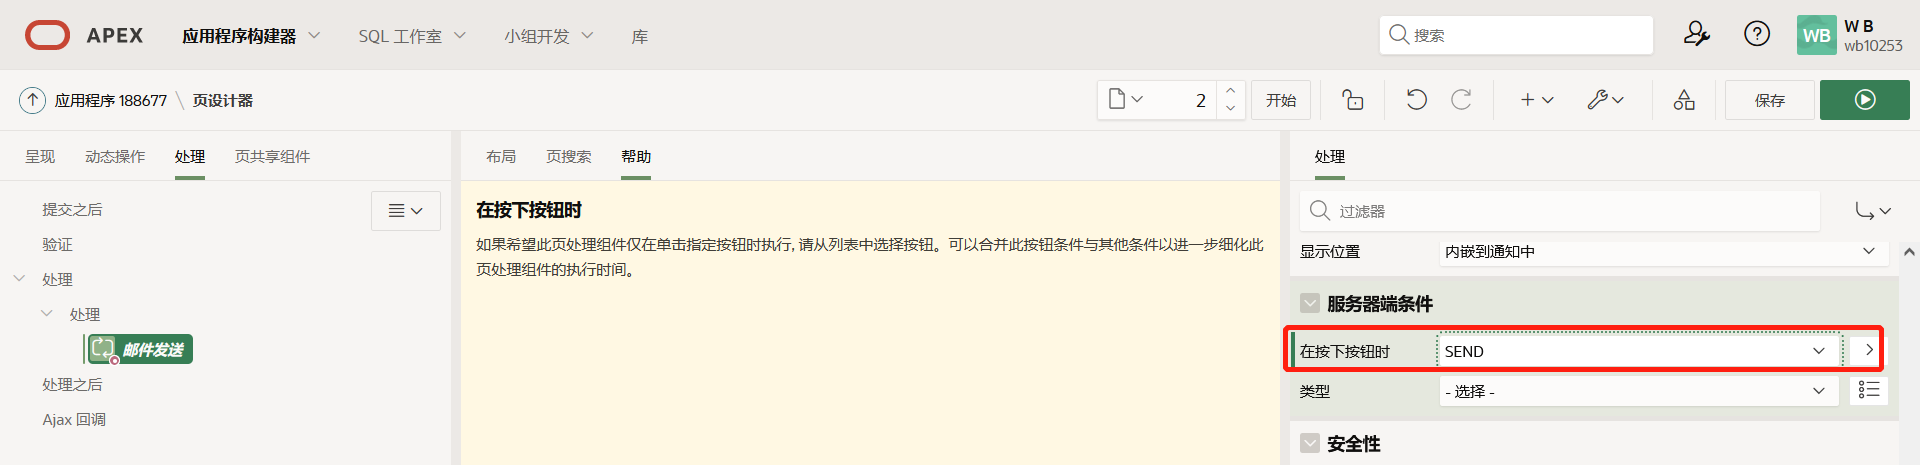 APEX 应用程序构建器 SQL 工作室 小组开发 库 搜索 WB W B
wb10253
应用程序 188677 \ 页设计器 2 开始 保存
呈现 动态操作 处理 页共享组件
提交之后
验证
处理
处理
邮件发送
处理之后
Ajax 回调
布局 页搜索 帮助
在按下按钮时
如果希望此页处理组件仅在单击指定按钮时执行, 请从列表中选择按钮。可以合并此按钮条件与其他条件以进一步细化此
页处理组件的执行时间。
处理
过滤器
显示位置 内嵌到通知中
服务器端条件
在按下按钮时 SEND
类型 - 选择 -
安全性